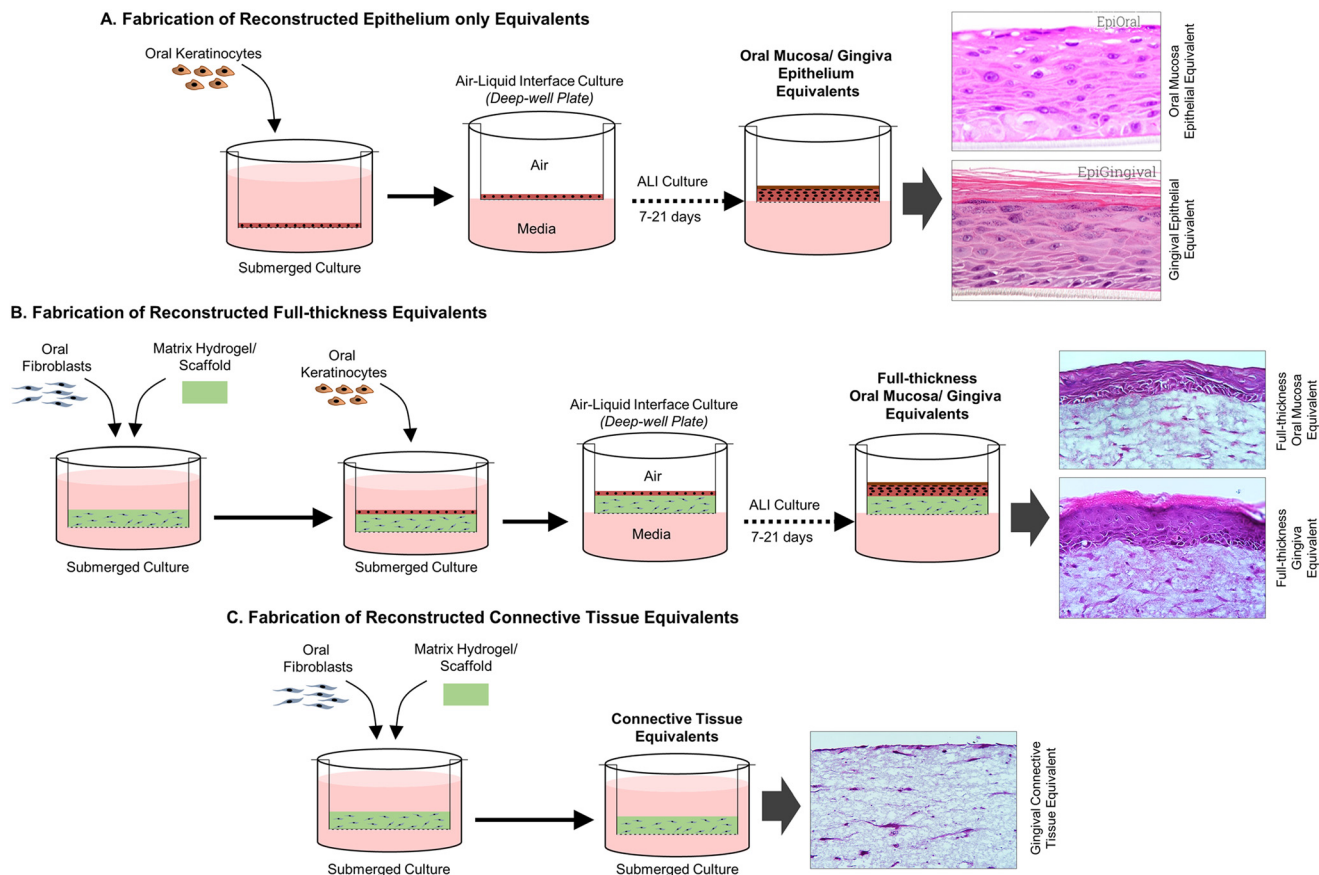 A. Fabrication of Reconstructed Epithelium only Equivalents
Oral Keratinocytes
Submerged Culture
Air-Liquid Interface Culture
(Deep-well Plate)
Air
Media
ALI Culture
7-21 days
Oral Mucosa/ Gingiva
Epithelium
Equivalents
EpiOral
Oral Mucosa
Epithelial Equivalent
EpiGingival
Gingival Epithelial
Equivalent
B. Fabrication of Reconstructed Full-thickness Equivalents
Oral
Fibroblasts
Matrix Hydrogel/
Scaffold
Submerged Culture
Oral
Keratinocytes
Submerged Culture
Air-Liquid Interface Culture
(Deep-well Plate)
Air
Media
ALI Culture
7-21 days
Full-thickness
Oral Mucosa/ Gingiva
Equivalents
Full-thickness
Oral Mucosa
Equivalent
Full-thickness
Gingiva
Equivalent
C. Fabrication of Reconstructed Connective Tissue Equivalents
Oral
Fibroblasts
Matrix Hydrogel/
Scaffold
Submerged Culture
Connective Tissue
Equivalents
Submerged Culture
Gingival Connective
Tissue Equivalent